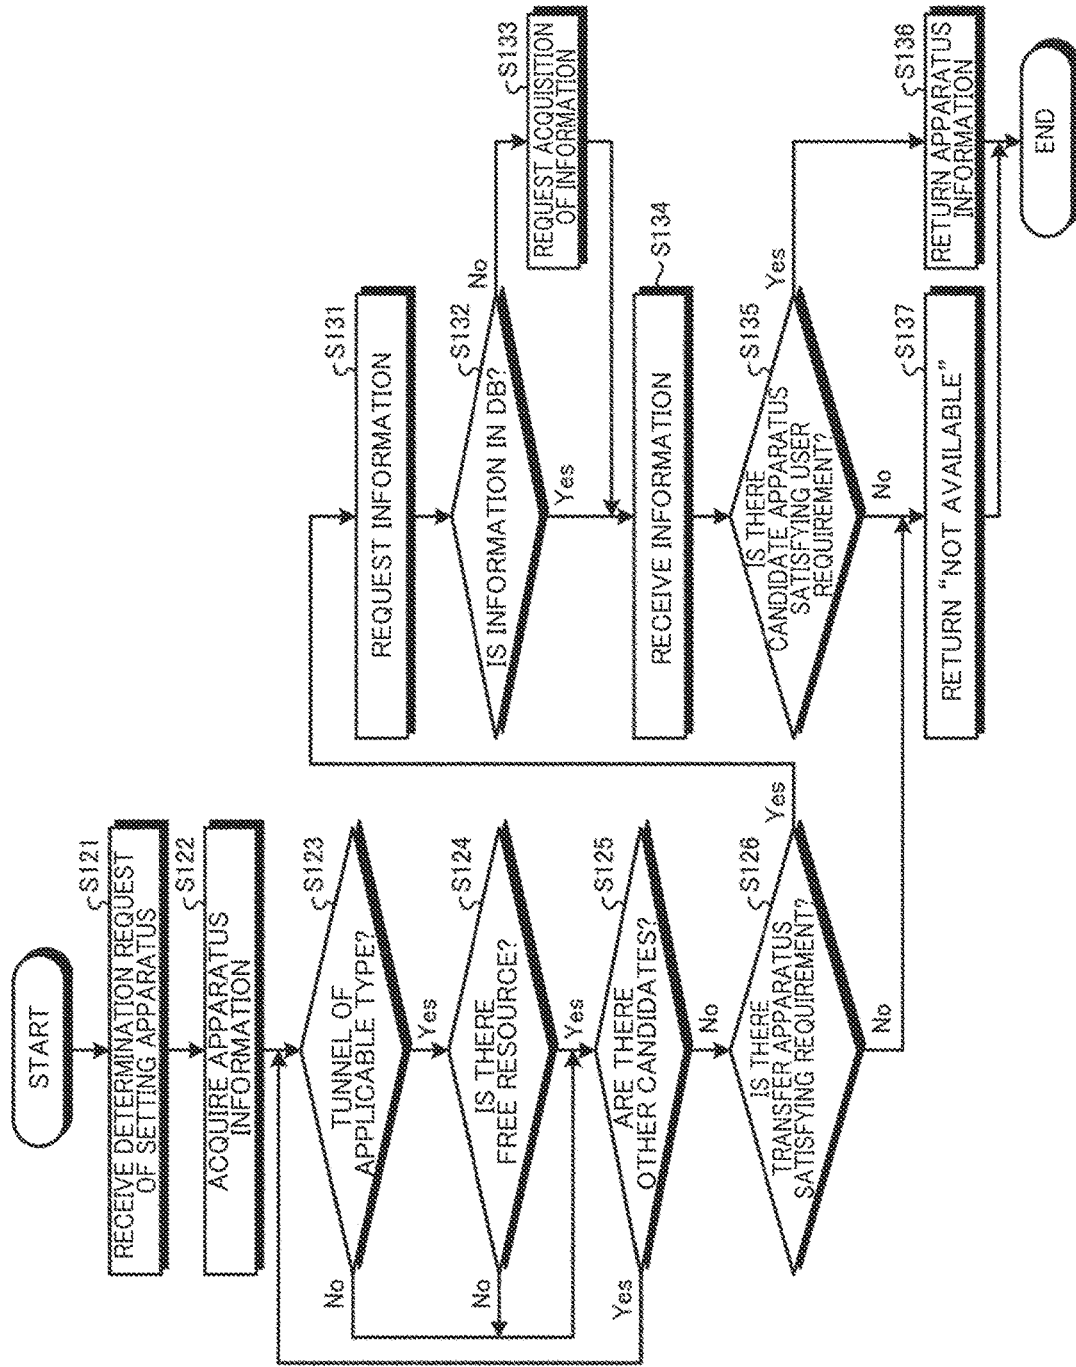 START
S121
RECEIVE DETERMINATION REQUEST
OF SETTING APPARATUS
S122
ACQUIRE APPARATUS
INFORMATION
S123
TUNNEL OF
APPLICABLE TYPE?
No
Yes
S124
IS THERE
FREE RESOURCE?
No
Yes
S125
ARE THERE
OTHER CANDIDATES?
Yes
No
S126
IS THERE
TRANSFER APPARATUS
SATISFYING REQUIREMENT?
Yes
No
S131
REQUEST INFORMATION
S132
IS INFORMATION IN DB?
No
Yes
S133
REQUEST ACQUISITION
OF INFORMATION
S134
RECEIVE INFORMATION
S135
IS THERE
CANDIDATE APPARATUS
SATISFYING USER
REQUIREMENT?
Yes
No
S137
RETURN “NOT AVAILABLE”
S136
RETURN APPARATUS
INFORMATION
END